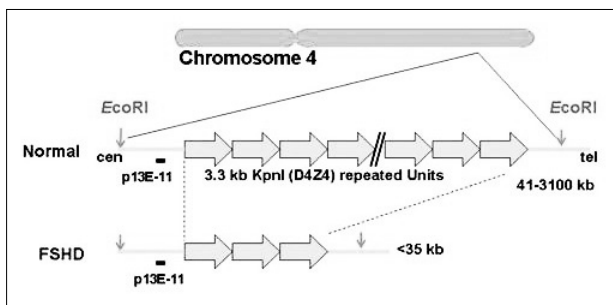 Chromosome 4
EcoRI
EcoRI
Normal
cen
tel
p13E-11
3.3 kb KpnI (D4Z4) repeated Units
41-3100 kb
FSHD
<35 kb
p13E-11